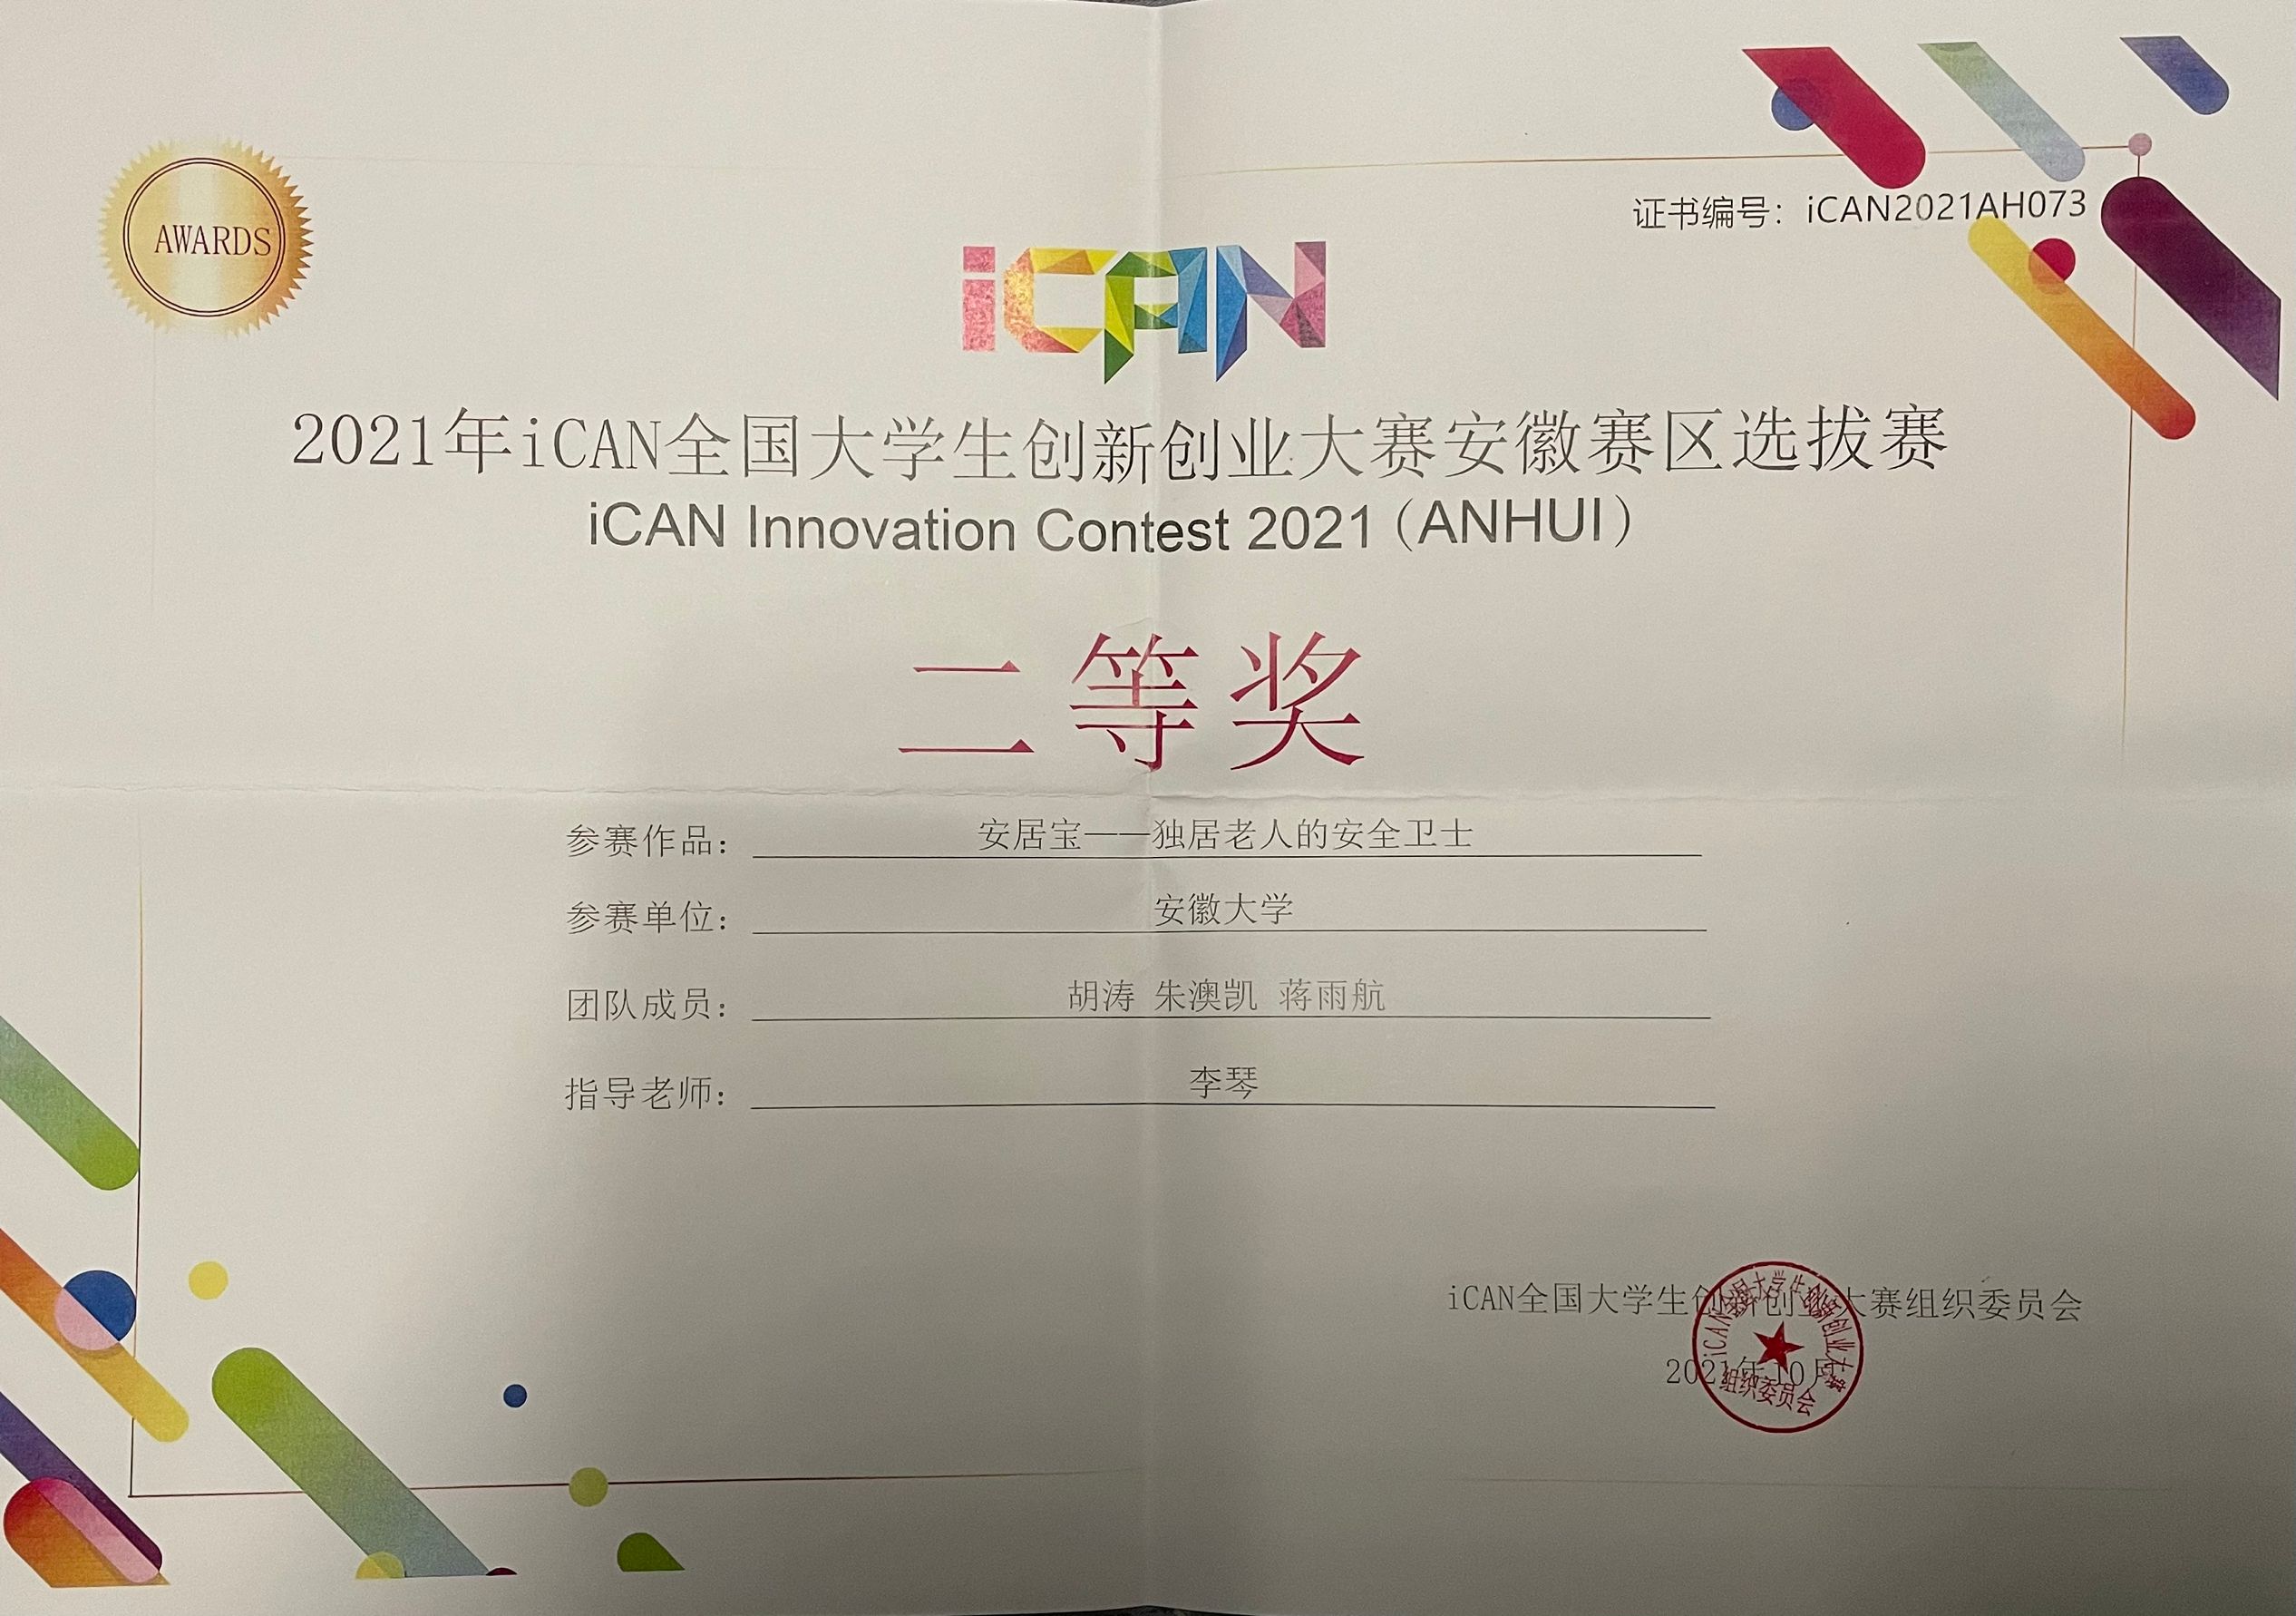 AWARDS
证书编号：iCAN2021AH073
iCAN
2021年iCAN全国大学生创新创业大赛安徽赛区选拔赛
iCAN Innovation Contest 2021（ANHUI）
二等奖
参赛作品：安居宝——独居老人的安全卫士
参赛单位：安徽大学
团队成员：胡涛 朱澳凯 蒋雨航
指导老师：李琴
iCAN全国大学生创新创业大赛组织委员会
2021年10月
iCAN全国大学生创新创业大赛
组织委员会